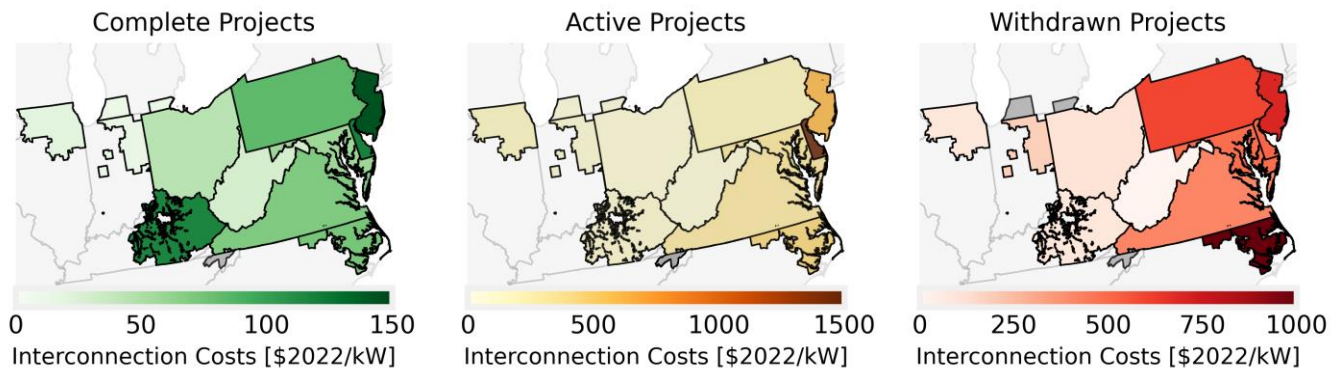 Complete Projects
Active Projects
Withdrawn Projects
0 50 100 150
0 500 1000 1500
0 250 500 750 1000
Interconnection Costs [$2022/kW]
Interconnection Costs [$2022/kW]
Interconnection Costs [$2022/kW]